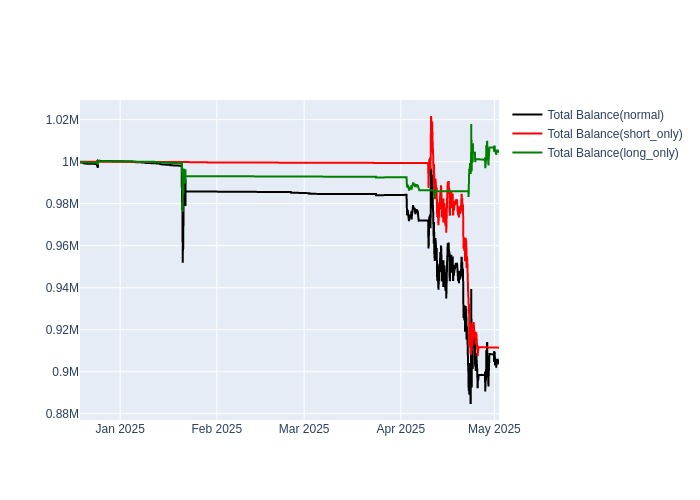 1.02M
1M
0.98M
0.96M
0.94M
0.92M
0.9M
0.88M
Jan 2025
Feb 2025
Mar 2025
Apr 2025
May 2025
Total Balance(normal)
Total Balance(short_only)
Total Balance(long_only)